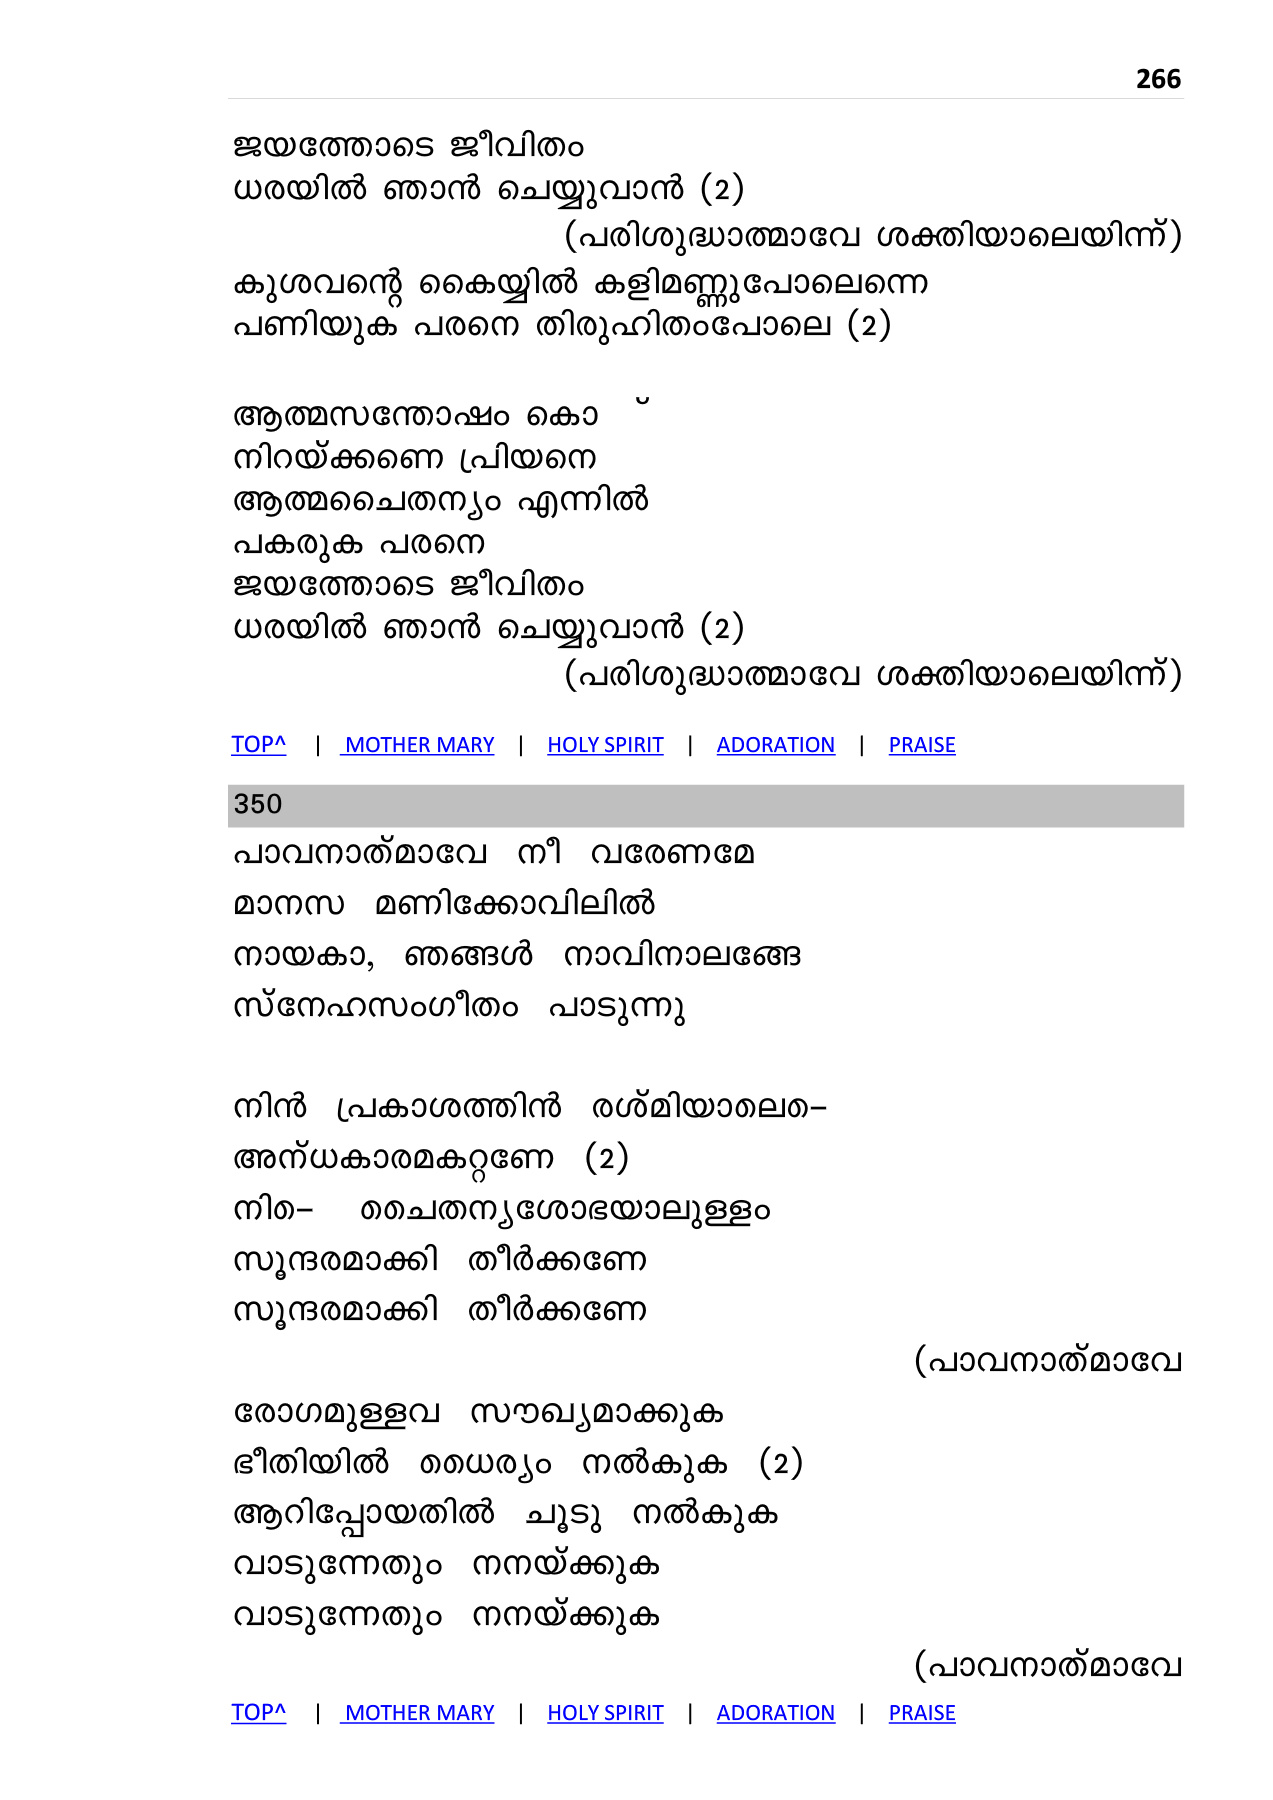 266
ജയത്തോടെ ജീവിതം
ധരയിൽ ഞാൻ ചെയ്യുവാൻ (2)
(പരിശുദ്ധാത്മാവേ ശക്തിയാലെയിന്ന്)
കുശവന്റെ കൈയ്യിൽ കളിമണ്ണുപോലെന്നെ
പണിയുക പരനെ തിരുഹിതംപോലെ (2)
ആത്മസന്തോഷം കൊ ്
നിറയ്ക്കണെ പ്രിയനെ
ആത്മചൈതന്യം എന്നിൽ
പകരുക പരനെ
ജയത്തോടെ ജീവിതം
ധരയിൽ ഞാൻ ചെയ്യുവാൻ (2)
(പരിശുദ്ധാത്മാവേ ശക്തിയാലെയിന്ന്)
TOP^ | MOTHER MARY | HOLY SPIRIT | ADORATION | PRAISE
350
പാവനാത്‌മാവേ നീ വരേണമേ
മാനസ മണിക്കോവിലിൽ
നായകാ, ഞങ്ങൾ നാവിനാലങ്ങേ
സ്‌നേഹസംഗീതം പാടുന്നു
നിൻ പ്രകാശത്തിൻ രശ്‌മിയാലെെ–
അന്‌ധകാരമകറ്റണേ (2)
നിെ– ചൈതന്യശോഭയാലുള്ളം
സൂന്ദരമാക്കി തീർക്കണേ
സൂന്ദരമാക്കി തീർക്കണേ
(പാവനാത്‌മാവേ
രോഗമുള്ളവ സൗഖ്യമാക്കുക
ഭീതിയിൽ ധൈര്യം നൽകുക (2)
ആറിപ്പോയതിൽ ചൂടു നൽകുക
വാടുന്നേതും നനയ്ക്കുക
വാടുന്നേതും നനയ്ക്കുക
(പാവനാത്‌മാവേ
TOP^ | MOTHER MARY | HOLY SPIRIT | ADORATION | PRAISE